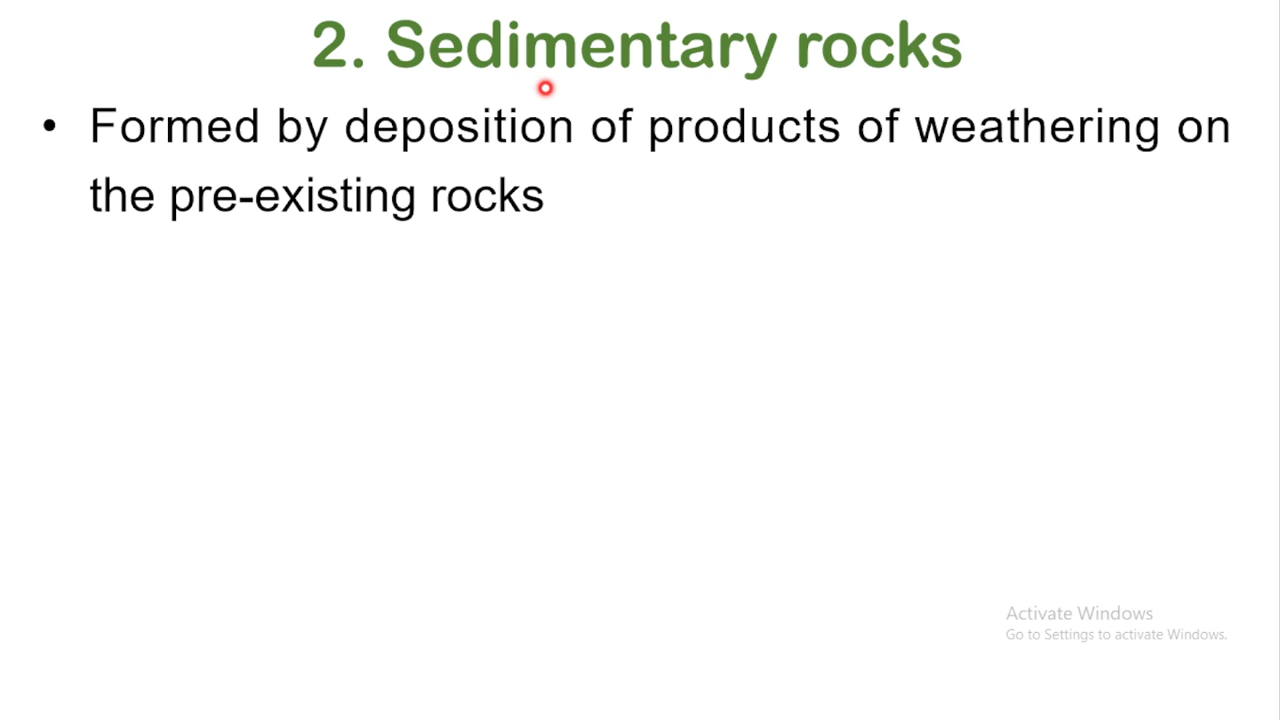 2. Sedimentary rocks
• Formed by deposition of products of weathering on
the pre-existing rocks
Activate Windows
Go to Settings to activate Windows.